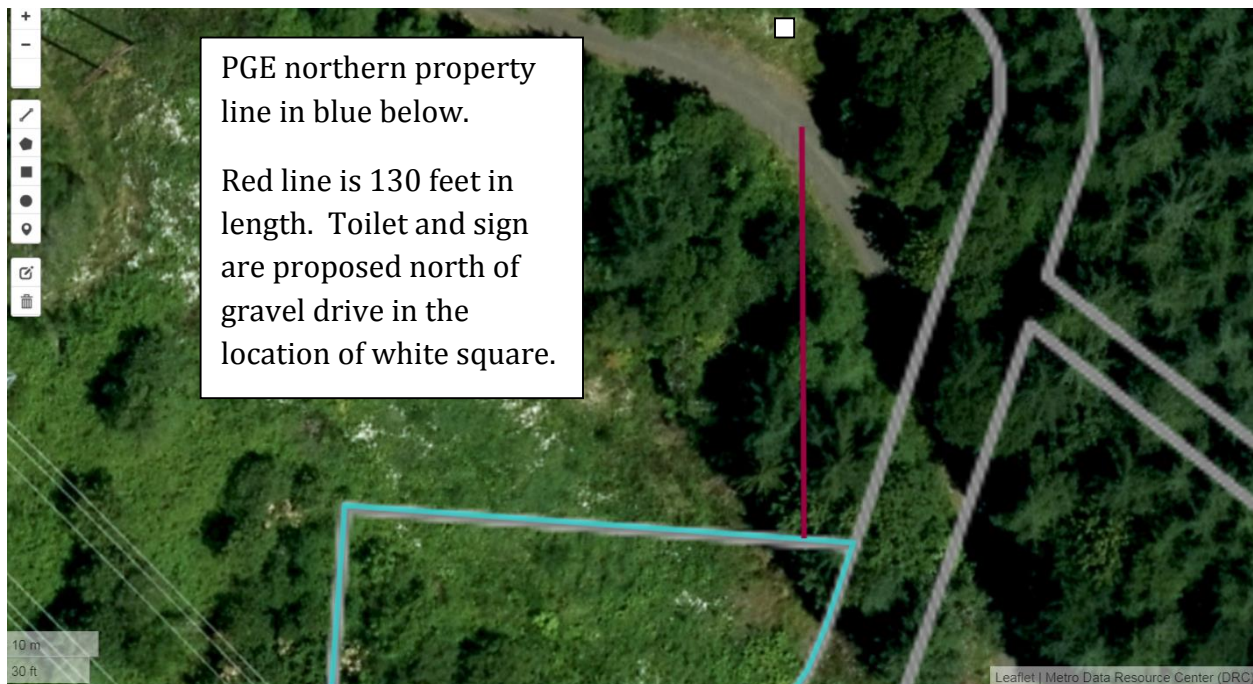 +
−
PGE northern property
line in blue below.
Red line is 130 feet in
length.  Toilet and sign
are proposed north of
gravel drive in the
location of white square.
10 m
30 ft
Leaflet | Metro Data Resource Center (DRC)